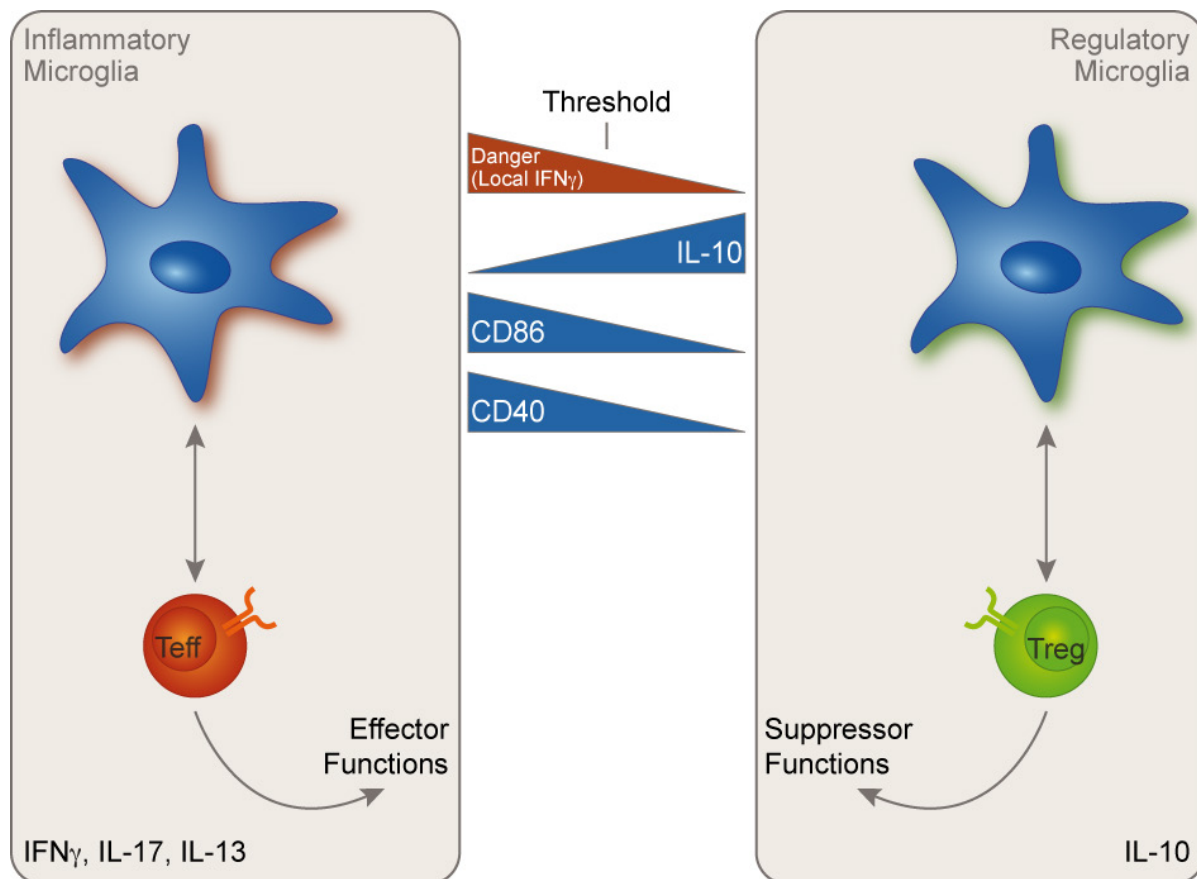 Inflammatory
Microglia
Regulatory
Microglia
Threshold
Danger
(Local IFNγ)
IL-10
CD86
CD40
Teff
Treg
Effector
Functions
Suppressor
Functions
IFNγ, IL-17, IL-13
IL-10